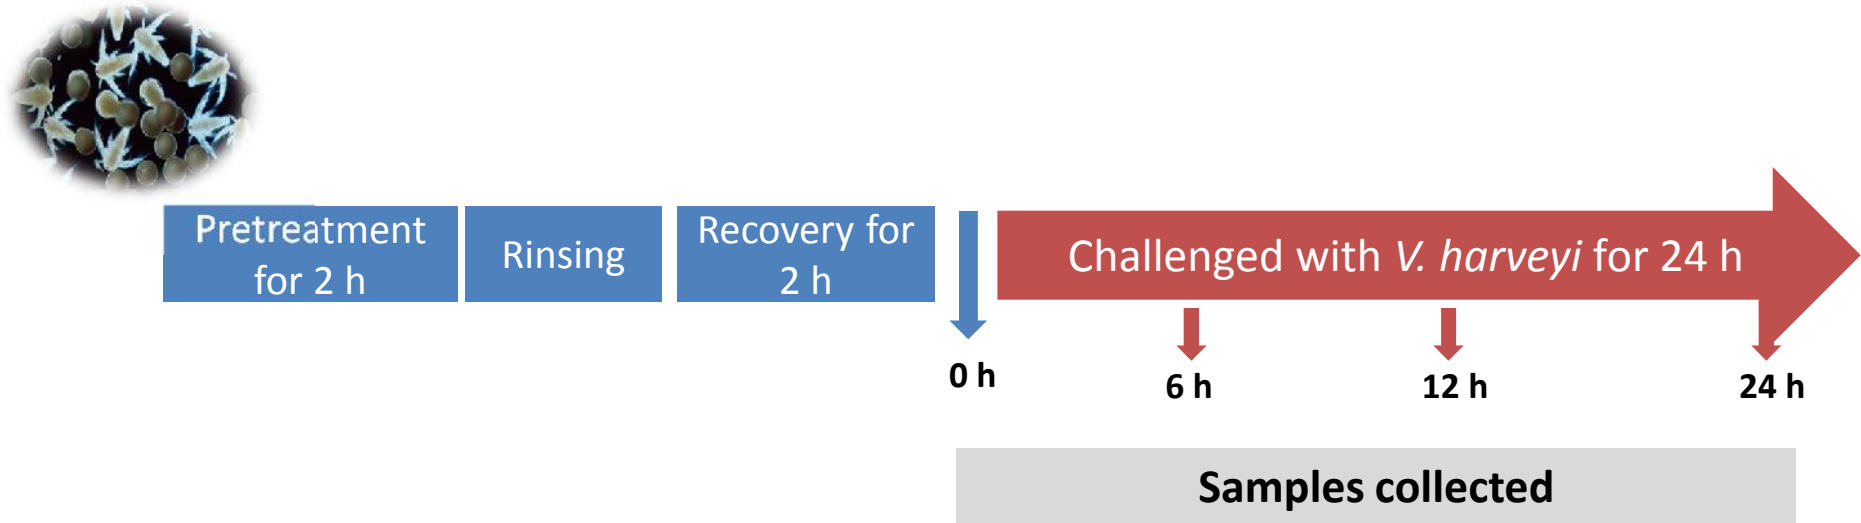 Pretreatment
for 2 h
Rinsing
Recovery for
2 h
Challenged with V. harveyi for 24 h
0 h
6 h
12 h
24 h
Samples collected